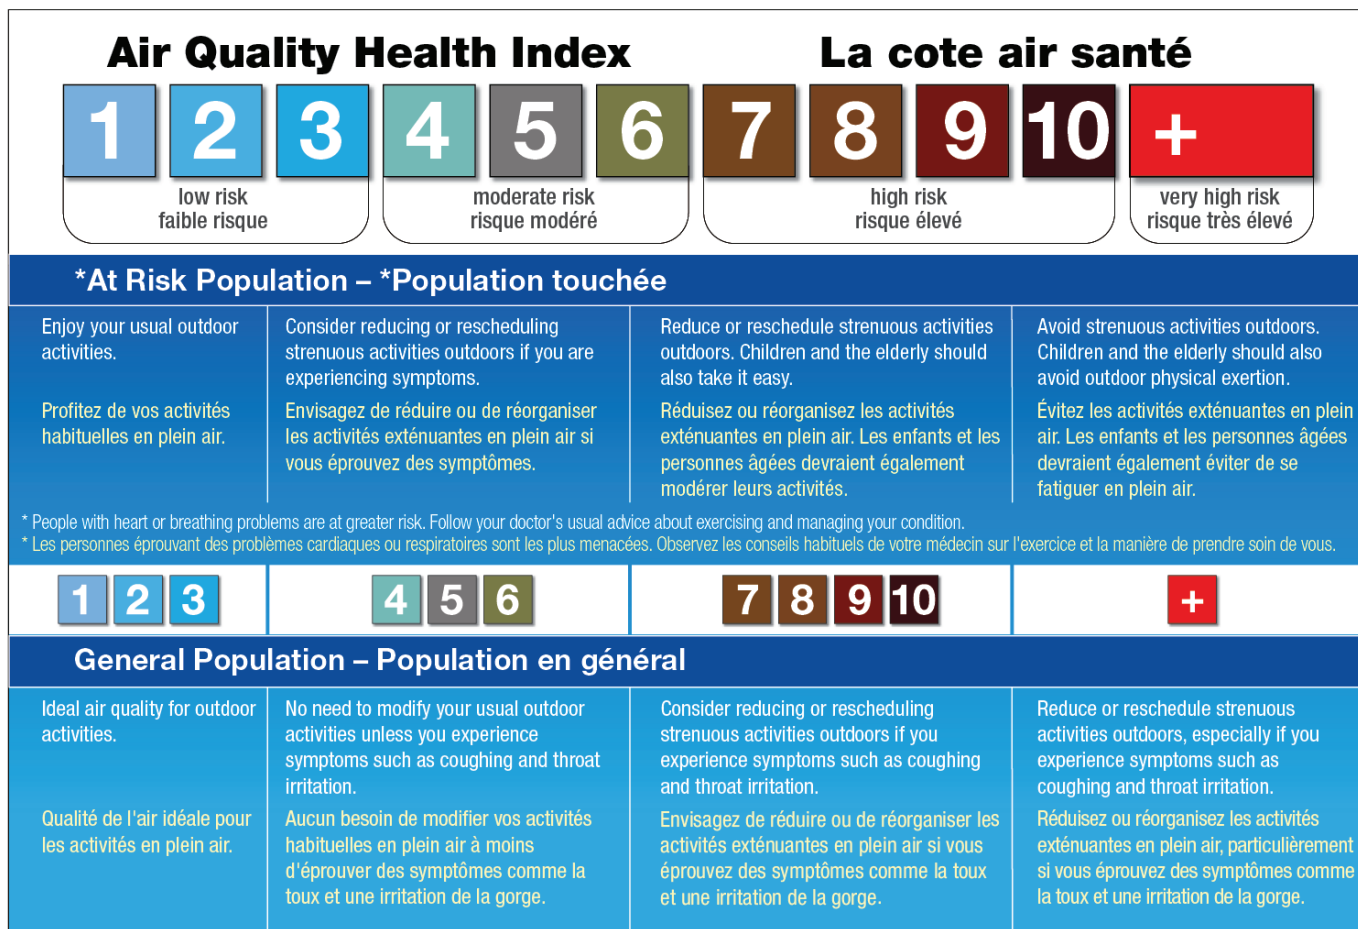 Air Quality Health Index
La cote air santé
1 2 3 4 5 6 7 8 9 10 +
low risk
faible risque
moderate risk
risque modéré
high risk
risque élevé
very high risk
risque très élevé
*At Risk Population – *Population touchée
Enjoy your usual outdoor
activities.
Profitez de vos activités
habituelles en plein air.
Consider reducing or rescheduling
strenuous activities outdoors if you are
experiencing symptoms.
Envisagez de réduire ou de réorganiser
les activités exténuantes en plein air si
vous éprouvez des symptômes.
Reduce or reschedule strenuous activities
outdoors. Children and the elderly should
also take it easy.
Réduisez ou réorganisez les activités
exténuantes en plein air. Les enfants et les
personnes âgées devraient également
modérer leurs activités.
Avoid strenuous activities outdoors.
Children and the elderly should also
avoid outdoor physical exertion.
Évitez les activités exténuantes en plein
air. Les enfants et les personnes âgées
devraient également éviter de se
fatiguer en plein air.
* People with heart or breathing problems are at greater risk. Follow your doctor's usual advice about exercising and managing your condition.
* Les personnes éprouvant des problèmes cardiaques ou respiratoires sont les plus menacées. Observez les conseils habituels de votre médecin sur l'exercice et la manière de prendre soin de vous.
1 2 3 4 5 6 7 8 9 10 +
General Population – Population en général
Ideal air quality for outdoor
activities.
Qualité de l'air idéale pour
les activités en plein air.
No need to modify your usual outdoor
activities unless you experience
symptoms such as coughing and throat
irritation.
Aucun besoin de modifier vos activités
habituelles en plein air à moins
d'éprouver des symptômes comme la
toux et une irritation de la gorge.
Consider reducing or rescheduling
strenuous activities outdoors if you
experience symptoms such as coughing
and throat irritation.
Envisagez de réduire ou de réorganiser les
activités exténuantes en plein air si vous
éprouvez des symptômes comme la toux
et une irritation de la gorge.
Reduce or reschedule strenuous
activities outdoors, especially if you
experience symptoms such as
coughing and throat irritation.
Réduisez ou réorganisez les activités
exténuantes en plein air, particulièrement
si vous éprouvez des symptômes comme
la toux et une irritation de la gorge.